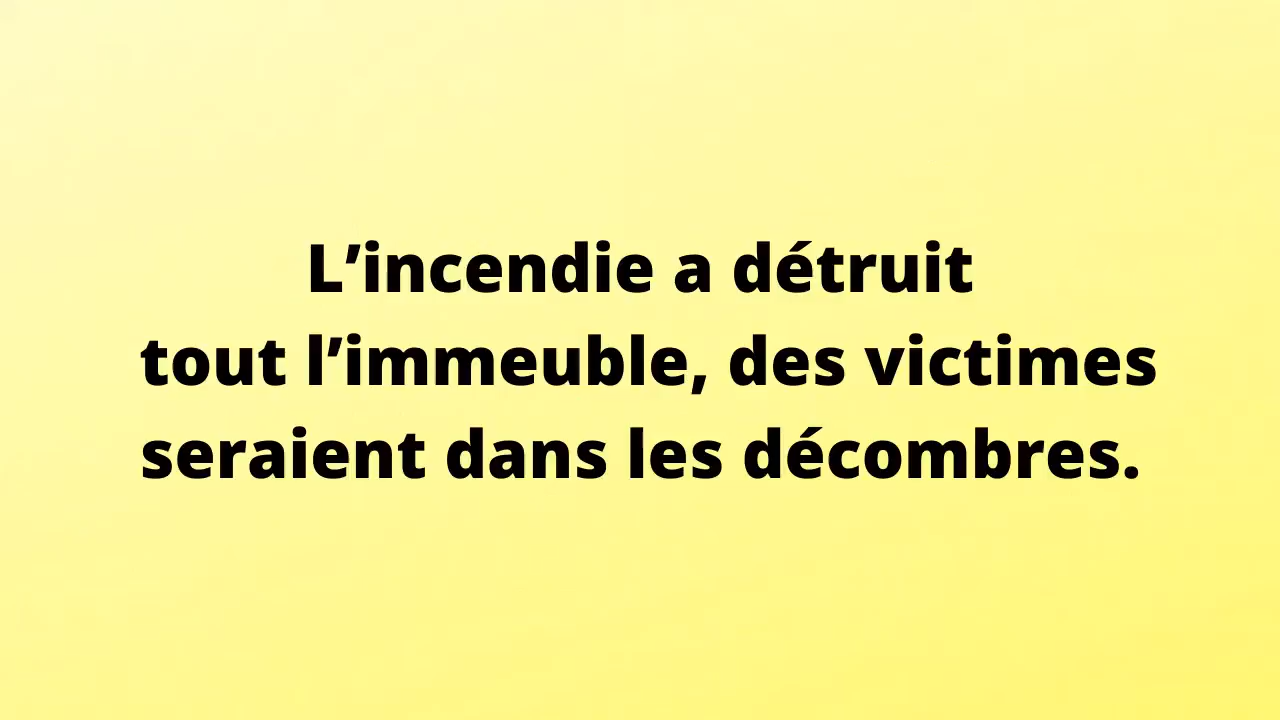 L’incendie a détruit
tout l’immeuble, des victimes
seraient dans les décombres.